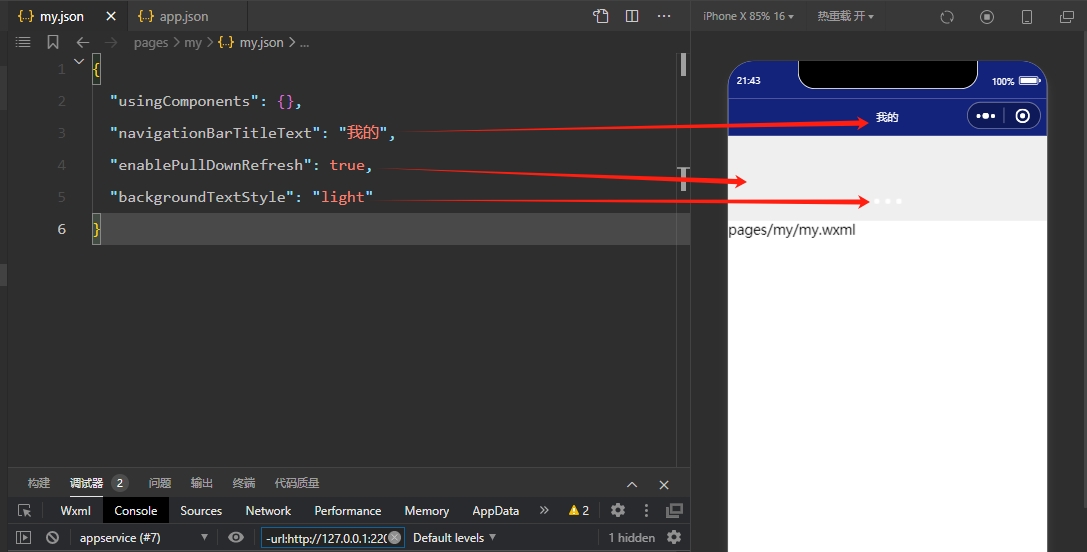 my.json
app.json
iPhone X 85% 16
热重载 开
pages > my > {..} my.json > ...
1 {
2 "usingComponents": {},
3 "navigationBarTitleText": "我的",
4 "enablePullDownRefresh": true,
5 "backgroundTextStyle": "light"
6 }
21:43
100%
我的
pages/my/my.wxml
构建 调试器 2 问题 输出 终端 代码质量
Wxml Console Sources Network Performance Memory AppData 2
appservice (#7)
-url:http://127.0.0.1:220
Default levels
1 hidden